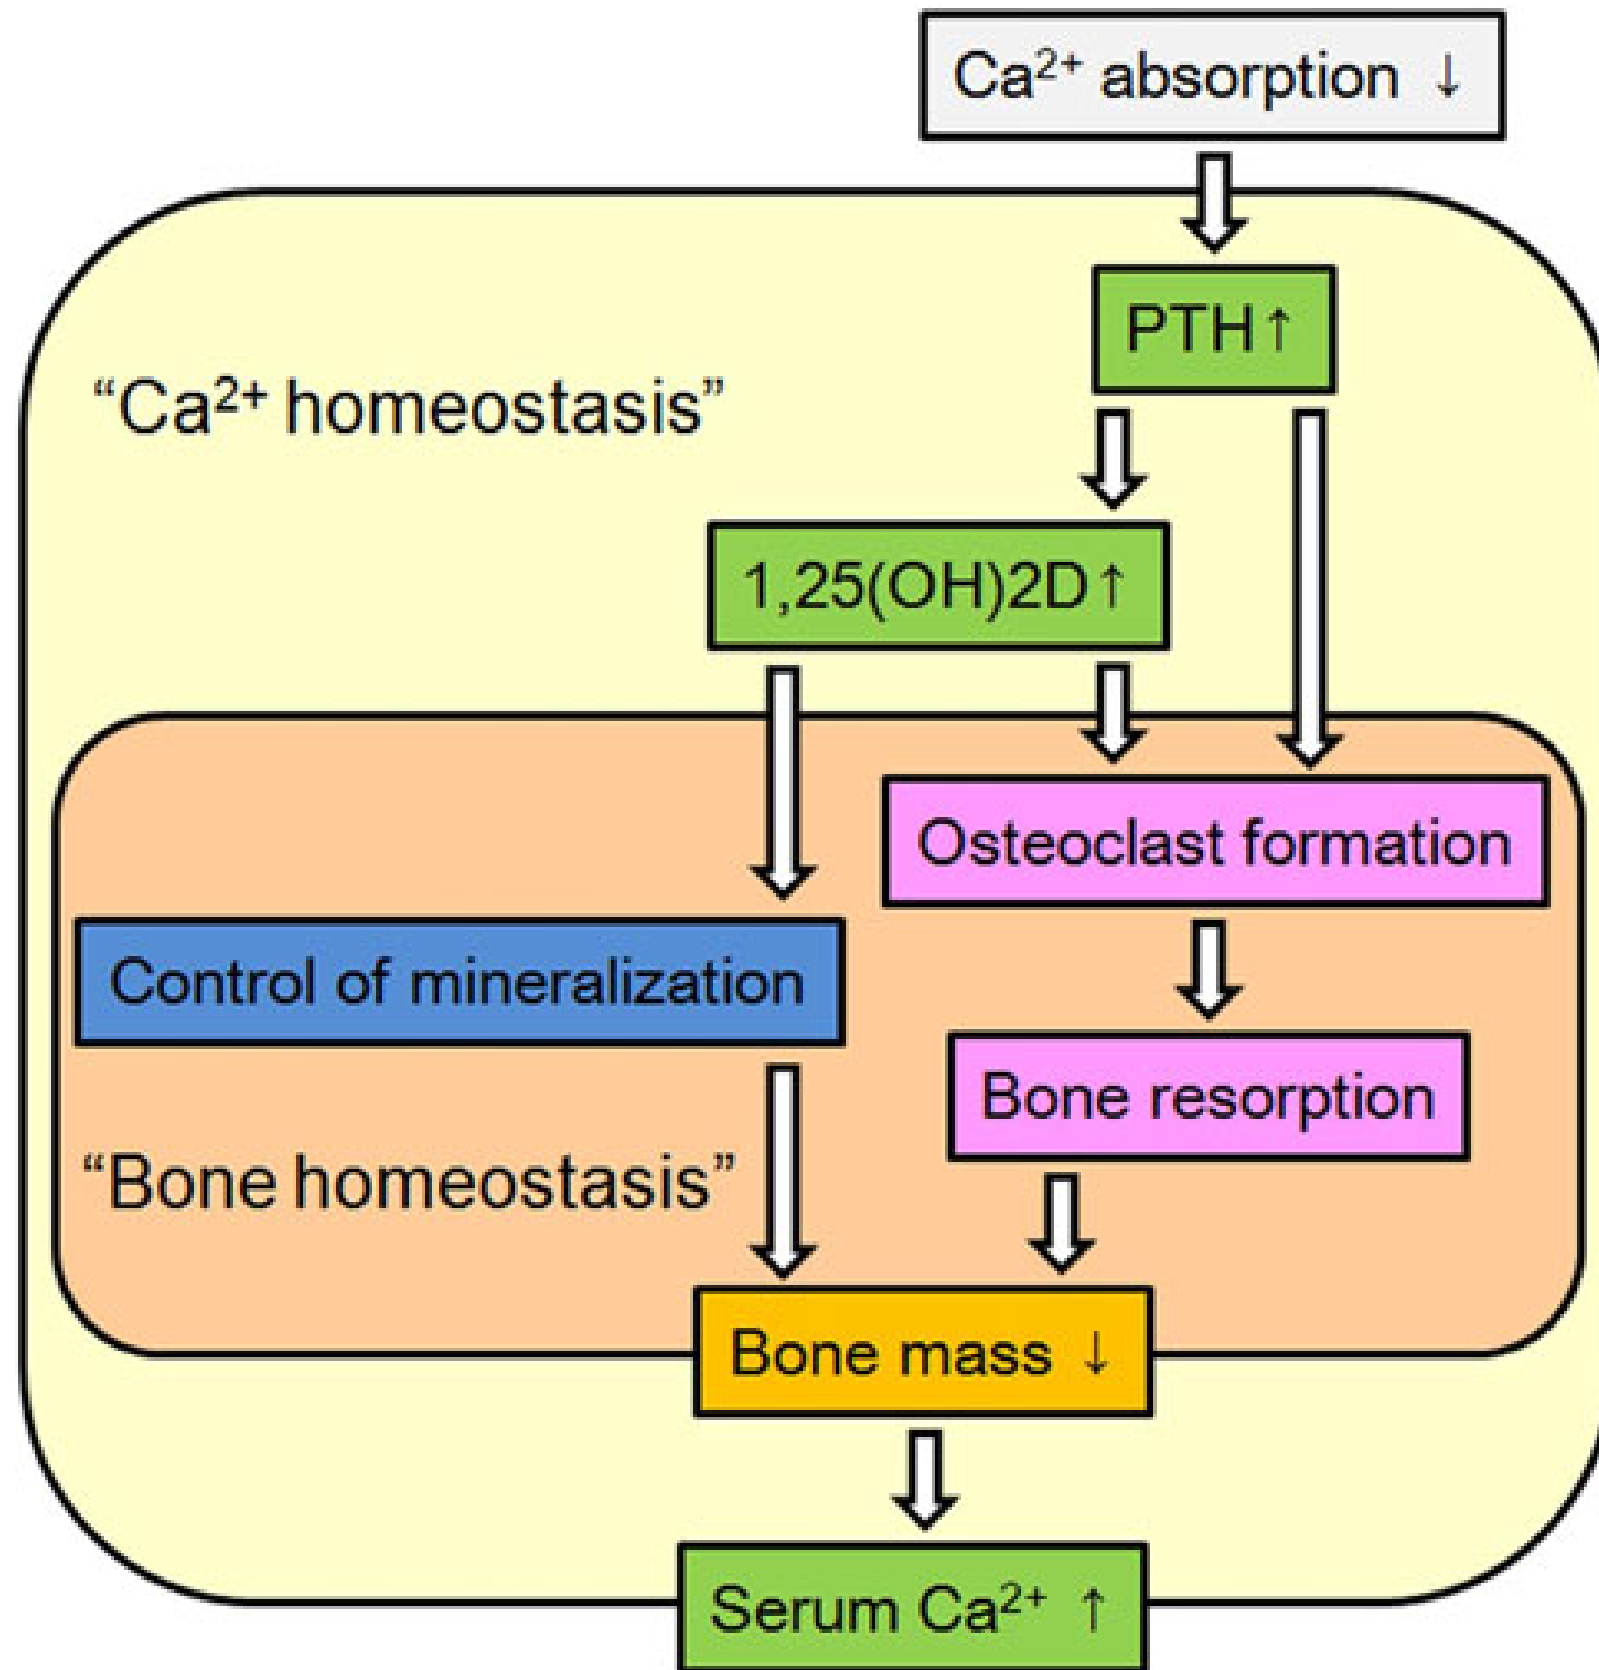 Ca²⁺ absorption ↓
PTH↑
“Ca²⁺ homeostasis”
1,25(OH)2D↑
Osteoclast formation
Control of mineralization
Bone resorption
“Bone homeostasis”
Bone mass ↓
Serum Ca²⁺ ↑